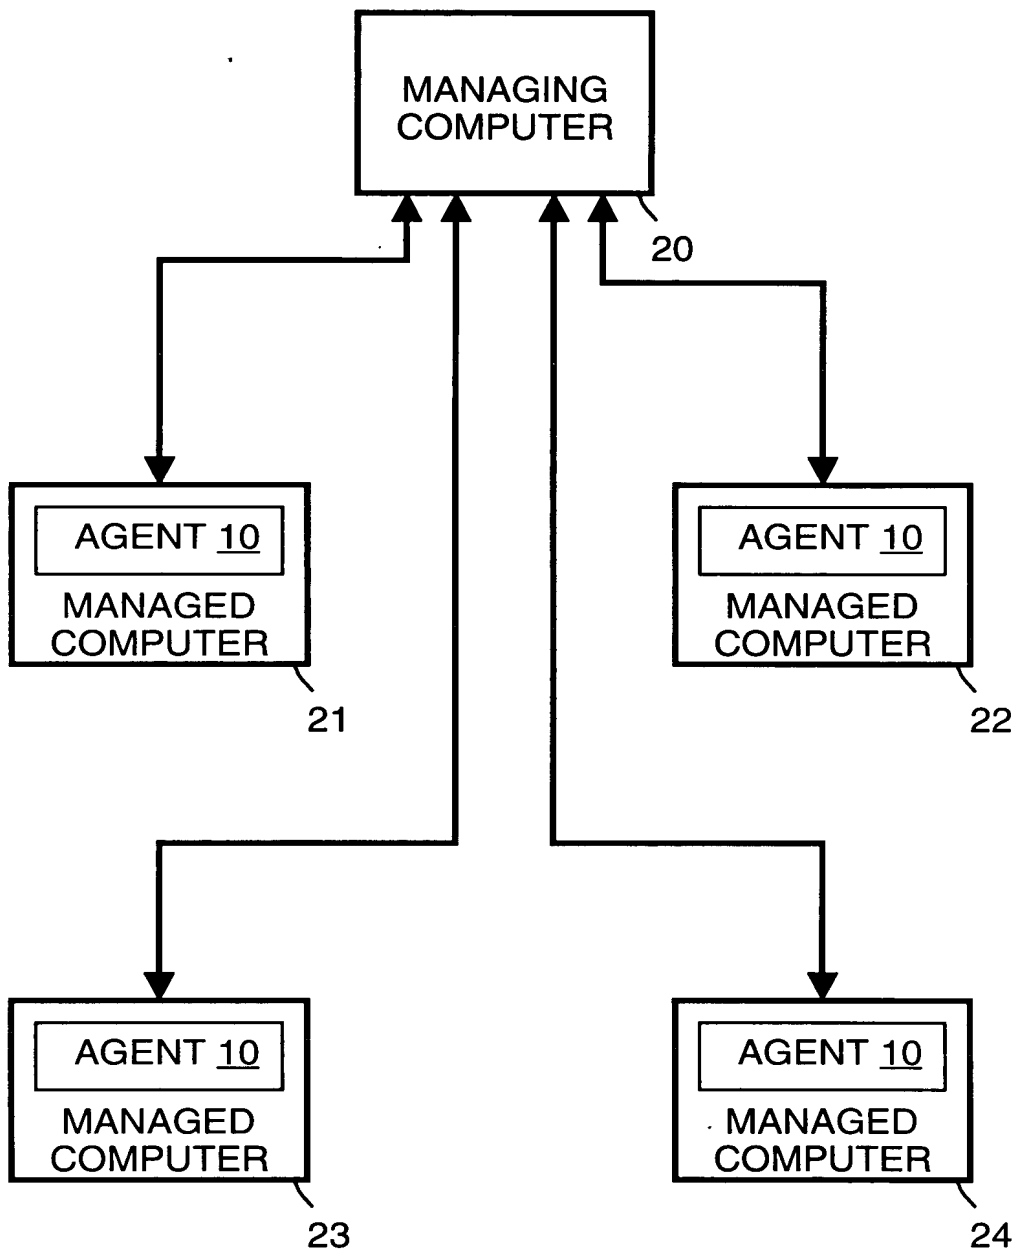 MANAGING
COMPUTER
20
AGENT 10
MANAGED
COMPUTER
21
AGENT 10
MANAGED
COMPUTER
22
AGENT 10
MANAGED
COMPUTER
23
AGENT 10
MANAGED
COMPUTER
24